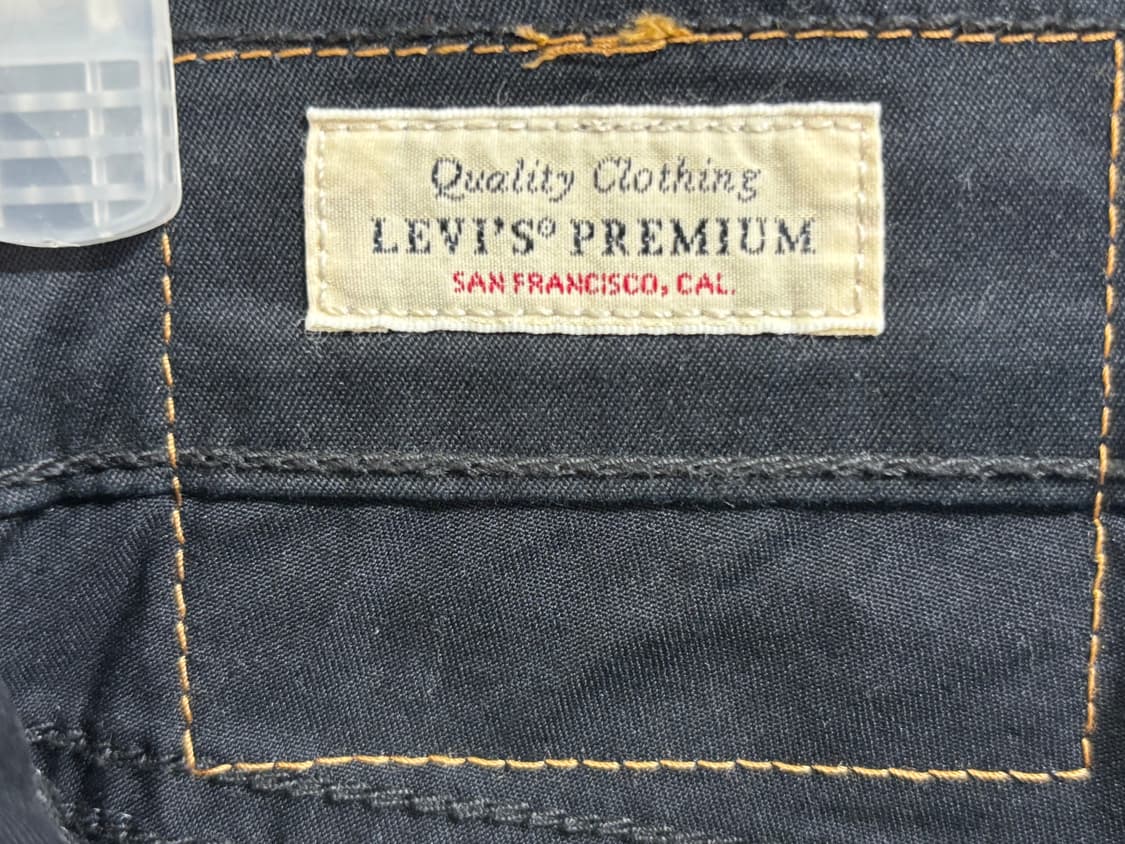 Quality Clothing
LEVI'S® PREMIUM
SAN FRANCISCO, CAL.